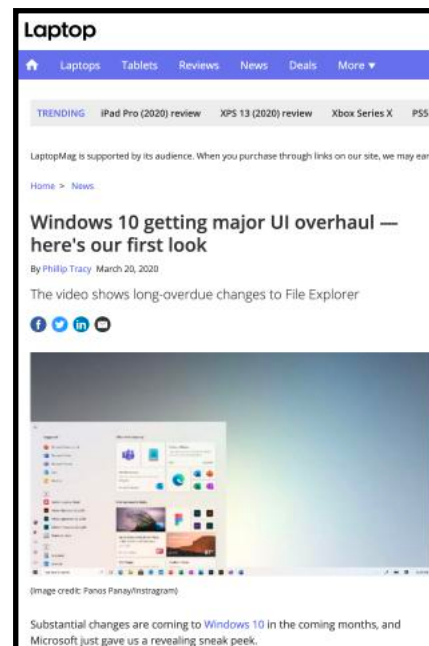 Laptop
Laptops Tablets Reviews News Deals More ▼
TRENDING iPad Pro (2020) review XPS 13 (2020) review Xbox Series X PS5
LaptopMag is supported by its audience. When you purchase through links on our site, we may ear
Home > News
Windows 10 getting major UI overhaul —
here's our first look
By Phillip Tracy March 20, 2020
The video shows long-overdue changes to File Explorer
(Image credit: Panos Panay/Instragram)
Substantial changes are coming to Windows 10 in the coming months, and
Microsoft just gave us a revealing sneak peek.